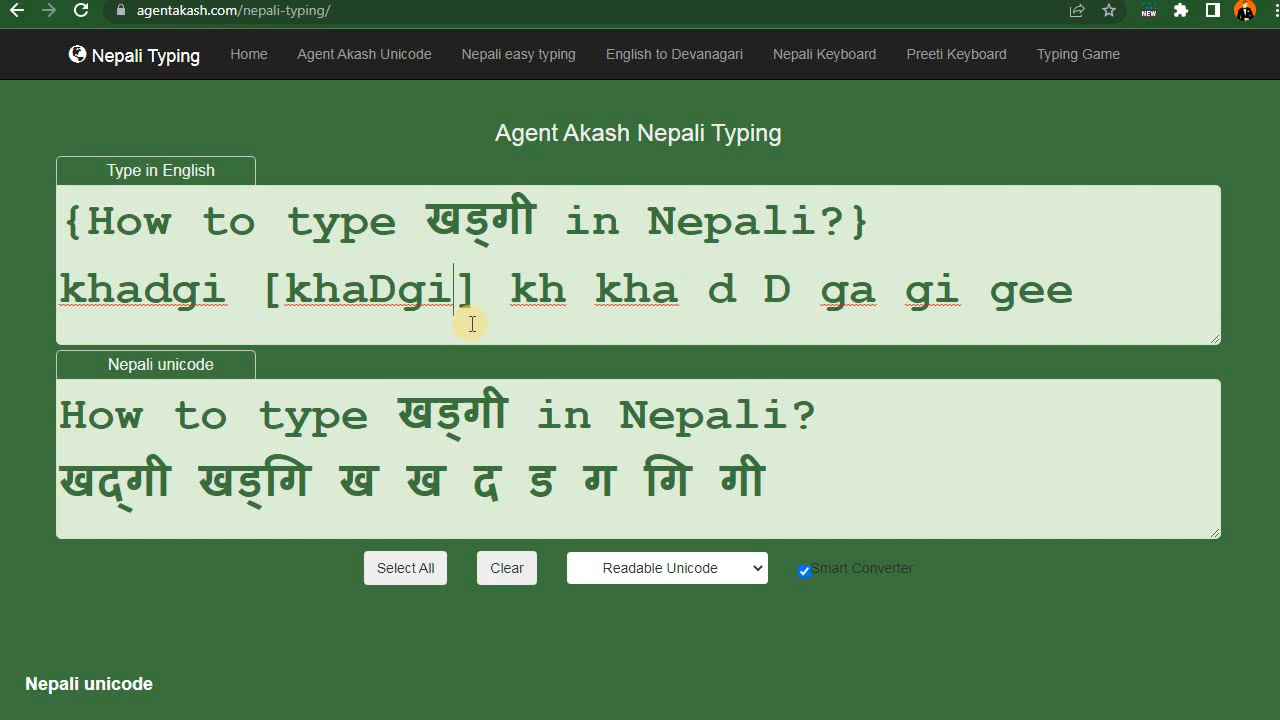 agentakash.com/nepali-typing/
NEW
Nepali Typing Home Agent Akash Unicode Nepali easy typing English to Devanagari Nepali Keyboard Preeti Keyboard Typing Game
Agent Akash Nepali Typing
Type in English
{How to type खड्गी in Nepali?}
khadgi [khaDgi] kh kha d D ga gi gee
Nepali unicode
How to type खड्गी in Nepali?
खद्गी खड्गि ख ख द ड ग गि गी
Select All Clear Readable Unicode Smart Converter
Nepali unicode